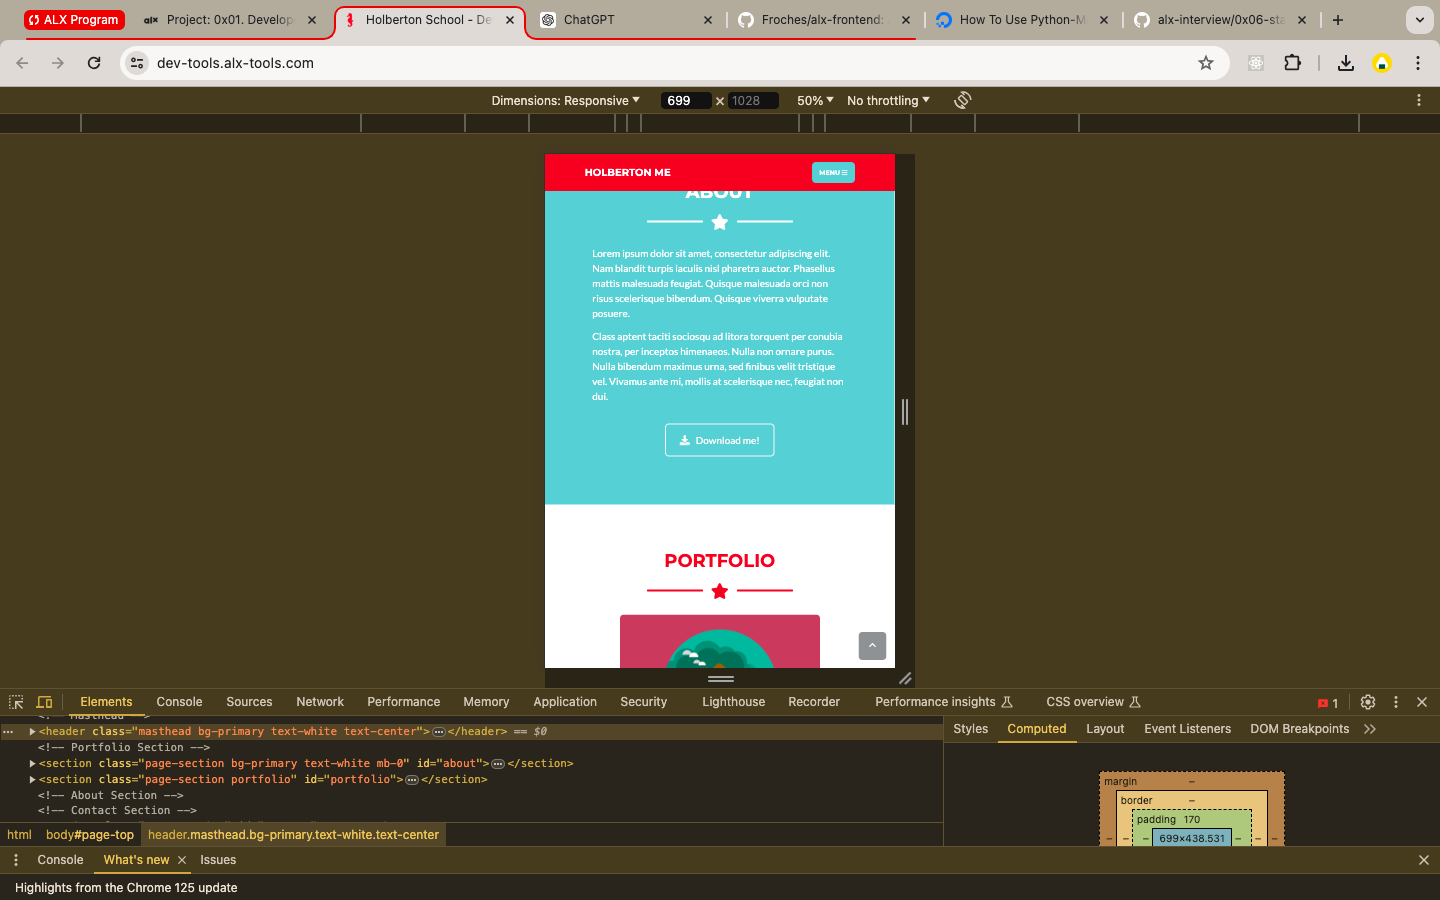 ALX Program
alx
Project: 0x01. Develop
Holberton School - De
ChatGPT
Froches/alx-frontend:
How To Use Python-M
alx-interview/0x06-sta
dev-tools.alx-tools.com
Dimensions: Responsive
699
×
1028
50%
No throttling
HOLBERTON ME
MENU
ABOUT
Lorem ipsum dolor sit amet, consectetur adipiscing elit.
Nam blandit turpis iaculis nisl pharetra auctor. Phasellus
mattis malesuada feugiat. Quisque malesuada orci non
risus scelerisque bibendum. Quisque viverra vulputate
posuere.
Class aptent taciti sociosqu ad litora torquent per conubia
nostra, per inceptos himenaeos. Nulla non ornare purus.
Nulla bibendum maximus urna, sed finibus velit tristique
vel. Vivamus ante mi, mollis at scelerisque nec, feugiat non
dui.
Download me!
PORTFOLIO
Elements
Console
Sources
Network
Performance
Memory
Application
Security
Lighthouse
Recorder
Performance insights
CSS overview
1
<!-- Masthead -->
<header class="masthead bg-primary text-white text-center">…</header> == $0
<!-- Portfolio Section -->
<section class="page-section bg-primary text-white mb-0" id="about">…</section>
<section class="page-section portfolio" id="portfolio">…</section>
<!-- About Section -->
<!-- Contact Section -->
html
body#page-top
header.masthead.bg-primary.text-white.text-center
Styles
Computed
Layout
Event Listeners
DOM Breakpoints
margin
–
border
–
padding
170
–
–
–
699×438.531
–
–
–
Console
What's new
Issues
Highlights from the Chrome 125 update